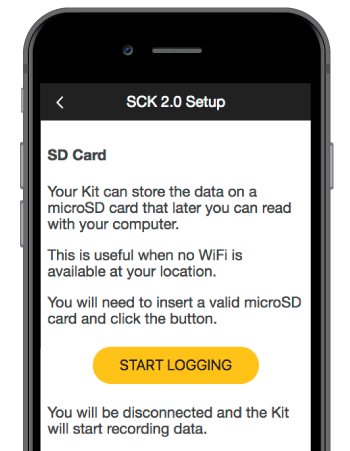 SCK 2.0 Setup
SD Card
Your Kit can store the data on a
microSD card that later you can read
with your computer.
This is useful when no WiFi is
available at your location.
You will need to insert a valid microSD
card and click the button.
START LOGGING
You will be disconnected and the Kit
will start recording data.